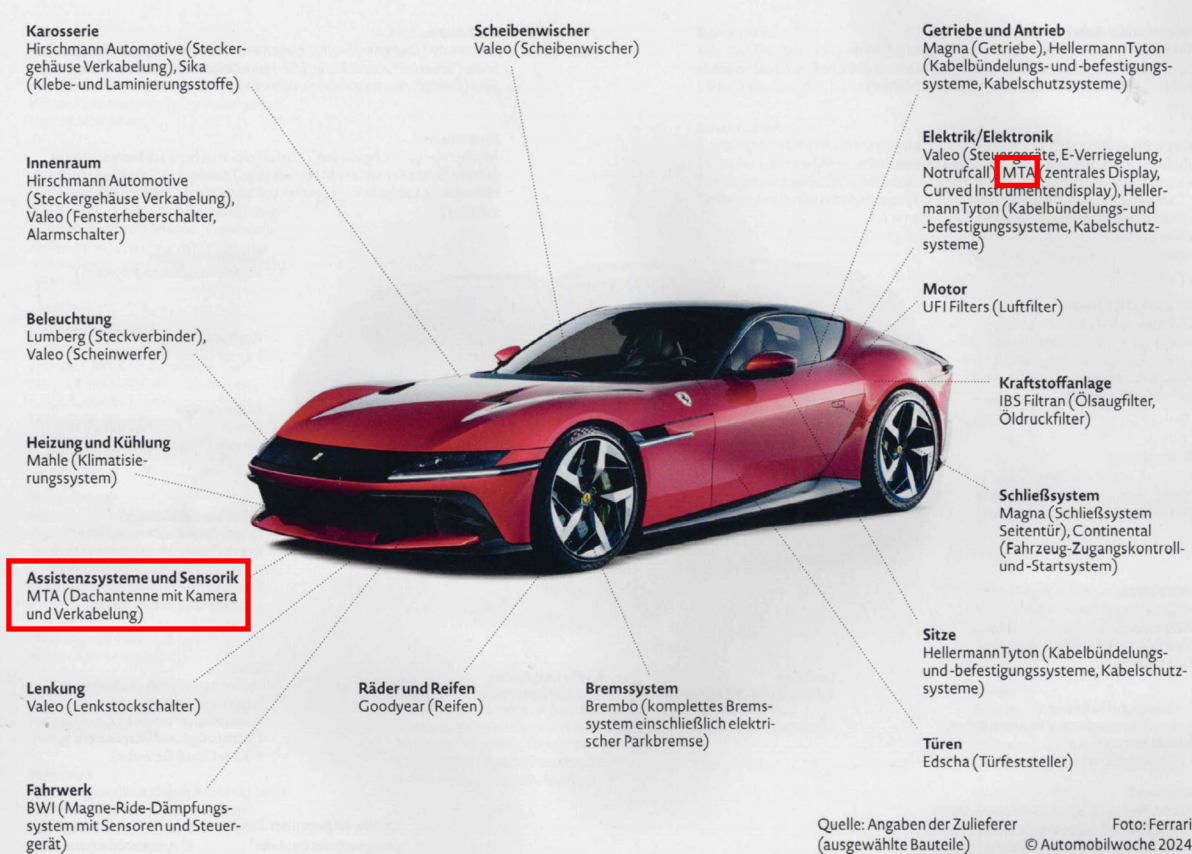 Karosserie
Hirschmann Automotive (Stecker-
gehäuse Verkabelung), Sika
(Klebe- und Laminierungsstoffe)
Scheibenwischer
Valeo (Scheibenwischer)
Getriebe und Antrieb
Magna (Getriebe), HellermannTyton
(Kabelbündelungs- und -befestigungs-
systeme, Kabelschutzsysteme)
Innenraum
Hirschmann Automotive
(Steckergehäuse Verkabelung),
Valeo (Fensterheberschalter,
Alarmschalter)
Elektrik/Elektronik
Valeo (Steuergeräte, E-Verriegelung,
Notrufcall), MTA (zentrales Display,
Curved Instrumentendisplay), Heller-
mannTyton (Kabelbündelungs- und
-befestigungssysteme, Kabelschutz-
systeme)
Motor
UFI Filters (Luftfilter)
Beleuchtung
Lumberg (Steckverbinder),
Valeo (Scheinwerfer)
Kraftstoffanlage
IBS Filtran (Ölsaugfilter,
Öldruckfilter)
Heizung und Kühlung
Mahle (Klimatisie-
rungssystem)
Schließsystem
Magna (Schließsystem
Seitentür), Continental
(Fahrzeug-Zugangskontroll-
und -Startsystem)
Assistenzsysteme und Sensorik
MTA (Dachantenne mit Kamera
und Verkabelung)
Sitze
HellermannTyton (Kabelbündelungs-
und -befestigungssysteme, Kabelschutz-
systeme)
Lenkung
Valeo (Lenkstockschalter)
Räder und Reifen
Goodyear (Reifen)
Bremssystem
Brembo (komplettes Brems-
system einschließlich elektri-
scher Parkbremse)
Türen
Edscha (Türfeststeller)
Fahrwerk
BWI (Magne-Ride-Dämpfungs-
system mit Sensoren und Steuer-
gerät)
Quelle: Angaben der Zulieferer
(ausgewählte Bauteile)
Foto: Ferrari
© Automobilwoche 2024